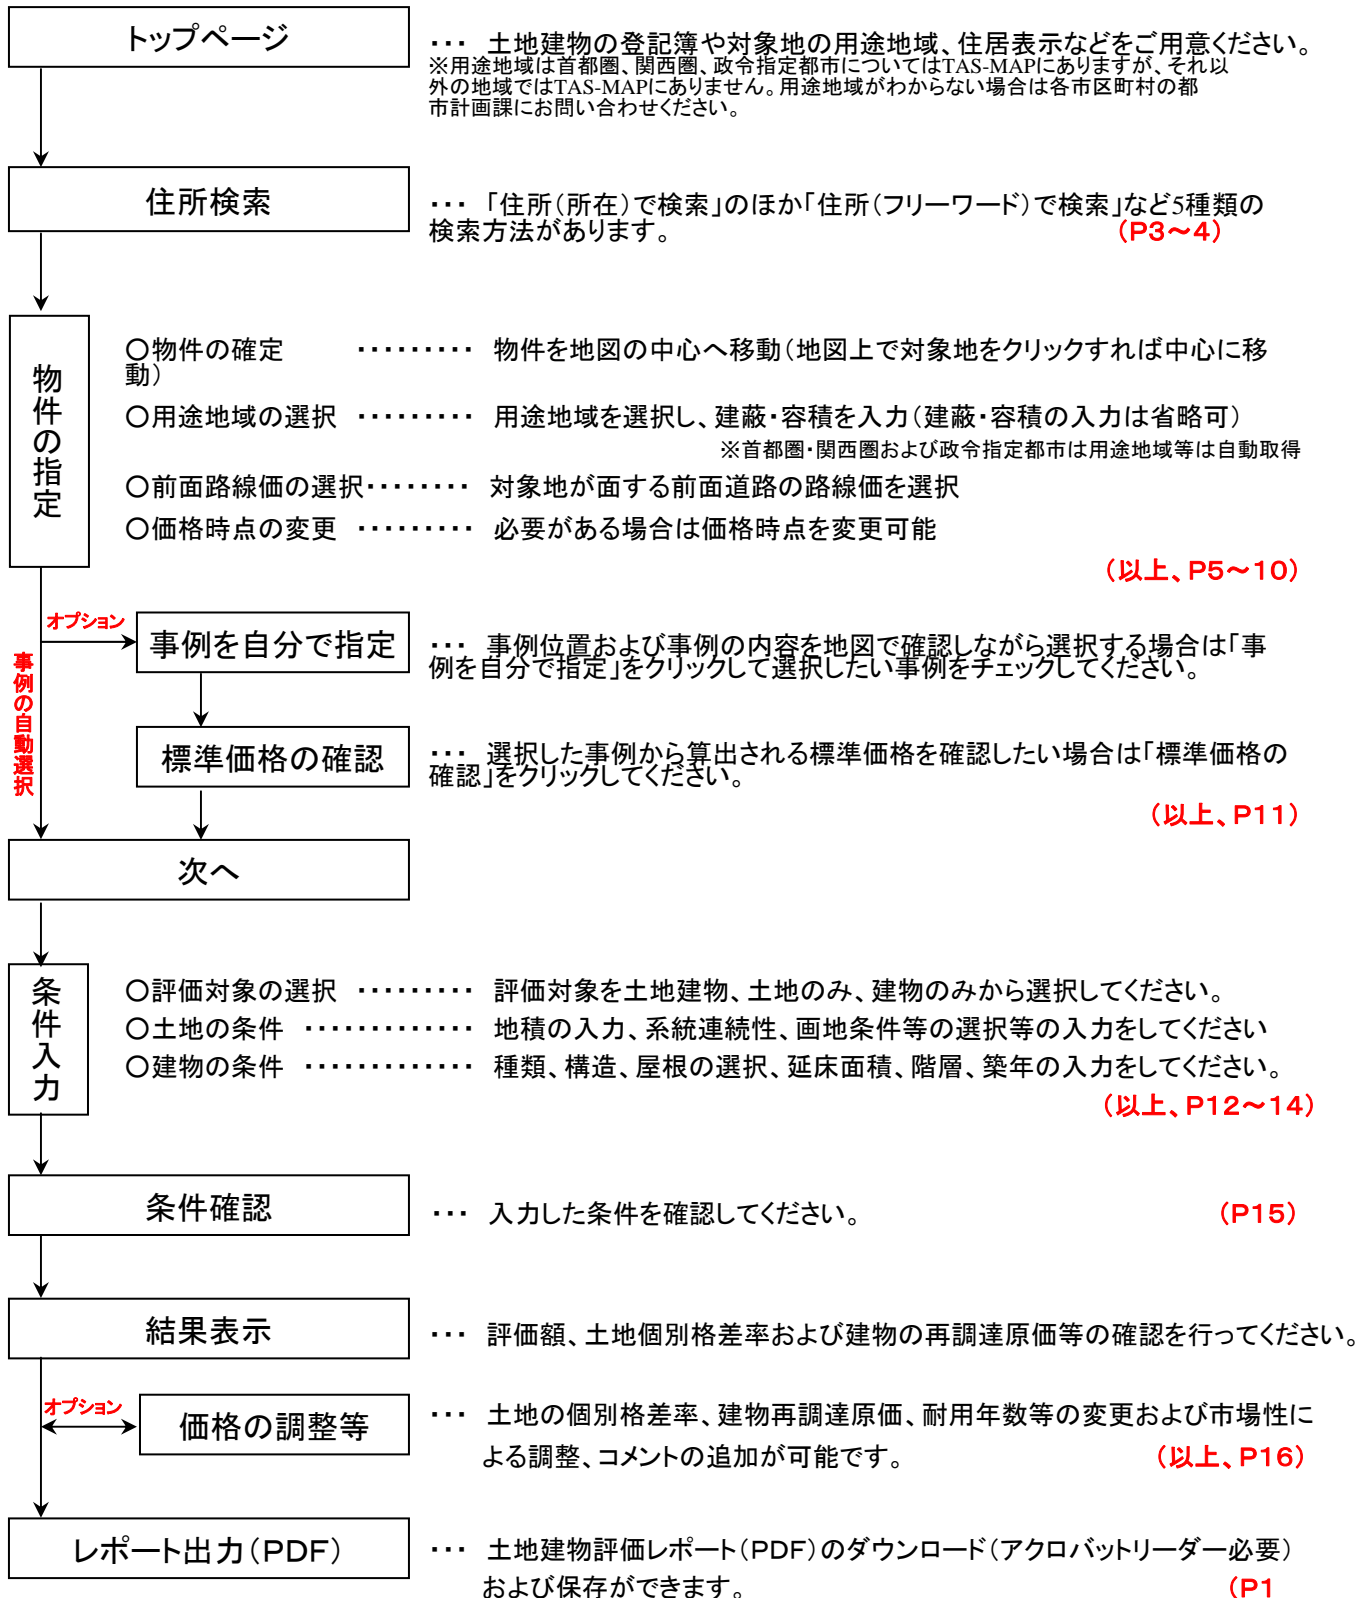 トップページ
・・・ 土地建物の登記簿や対象地の用途地域、住居表示などをご用意ください。
※用途地域は首都圏、関西圏、政令指定都市についてはTAS-MAPにありますが、それ以
外の地域ではTAS-MAPにありません。用途地域がわからない場合は各市区町村の都
市計画課にお問い合わせください。
住所検索
・・・ 「住所（所在）で検索」のほか「住所（フリーワード）で検索」など5種類の
検索方法があります。 （P3～4）
物件の指定
○物件の確定 ・・・・・・・・・ 物件を地図の中心へ移動（地図上で対象地をクリックすれば中心に移
動）
○用途地域の選択 ・・・・・・・・・ 用途地域を選択し、建蔽・容積を入力（建蔽・容積の入力は省略可）
※首都圏・関西圏および政令指定都市は用途地域等は自動取得
○前面路線価の選択・・・・・・・・ 対象地が面する前面道路の路線価を選択
○価格時点の変更 ・・・・・・・・・ 必要がある場合は価格時点を変更可能
（以上、P5～10）
オプション
事例の自動選択
事例を自分で指定
・・・ 事例位置および事例の内容を地図で確認しながら選択する場合は「事
例を自分で指定」をクリックして選択したい事例をチェックしてください。
標準価格の確認
・・・ 選択した事例から算出される標準価格を確認したい場合は「標準価格の
確認」をクリックしてください。
（以上、P11）
次へ
条件入力
○評価対象の選択 ・・・・・・・・・ 評価対象を土地建物、土地のみ、建物のみから選択してください。
○土地の条件 ・・・・・・・・・・・・・ 地積の入力、系統連続性、画地条件等の選択等の入力をしてください
○建物の条件 ・・・・・・・・・・・・・ 種類、構造、屋根の選択、延床面積、階層、築年の入力をしてください。
（以上、P12～14）
条件確認
・・・ 入力した条件を確認してください。 （P15）
結果表示
・・・ 評価額、土地個別格差率および建物の再調達原価等の確認を行ってください。
オプション
価格の調整等
・・・ 土地の個別格差率、建物再調達原価、耐用年数等の変更および市場性に
よる調整、コメントの追加が可能です。 （以上、P16）
レポート出力（PDF）
・・・ 土地建物評価レポート（PDF）のダウンロード（アクロバットリーダー必要）
および保存ができます。 （P1